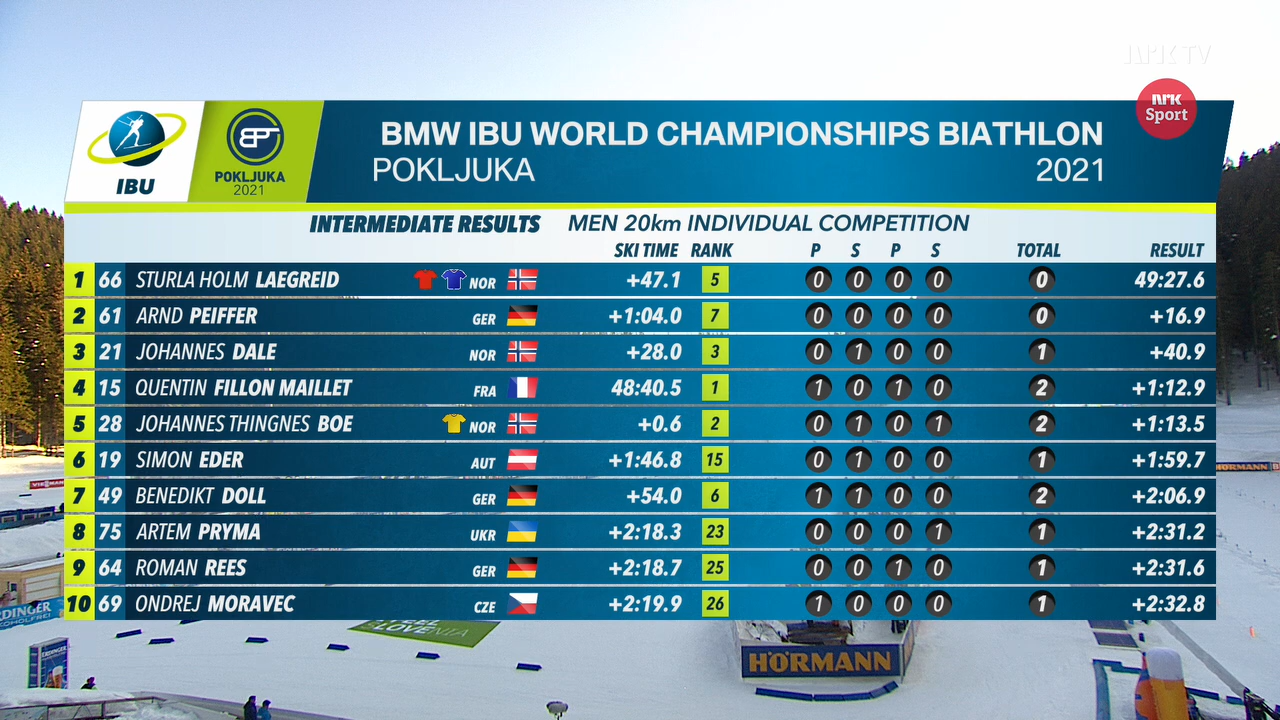 NRK TV
NRK
Sport
IBU
POKLJUKA
2021
BMW IBU WORLD CHAMPIONSHIPS BIATHLON
POKLJUKA 2021
INTERMEDIATE RESULTS MEN 20km INDIVIDUAL COMPETITION
SKI TIME RANK P S P S TOTAL RESULT
1 66 STURLA HOLM LAEGREID NOR +47.1 5 0 0 0 0 0 49:27.6
2 61 ARND PEIFFER GER +1:04.0 7 0 0 0 0 0 +16.9
3 21 JOHANNES DALE NOR +28.0 3 0 1 0 0 1 +40.9
4 15 QUENTIN FILLON MAILLET FRA 48:40.5 1 1 0 1 0 2 +1:12.9
5 28 JOHANNES THINGNES BOE NOR +0.6 2 0 1 0 1 2 +1:13.5
6 19 SIMON EDER AUT +1:46.8 15 0 1 0 0 1 +1:59.7
7 49 BENEDIKT DOLL GER +54.0 6 1 1 0 0 2 +2:06.9
8 75 ARTEM PRYMA UKR +2:18.3 23 0 0 0 1 1 +2:31.2
9 64 ROMAN REES GER +2:18.7 25 0 0 1 0 1 +2:31.6
10 69 ONDREJ MORAVEC CZE +2:19.9 26 1 0 0 0 1 +2:32.8
HÖRMANN
HÖRMANN